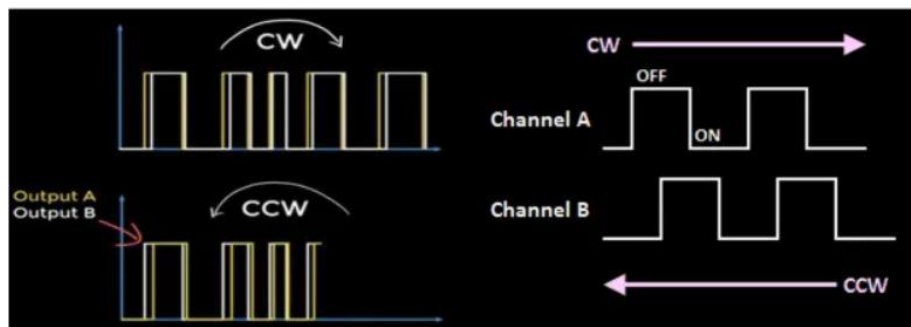 CW
Output A
Output B
CCW
CW
OFF
Channel A
ON
Channel B
CCW